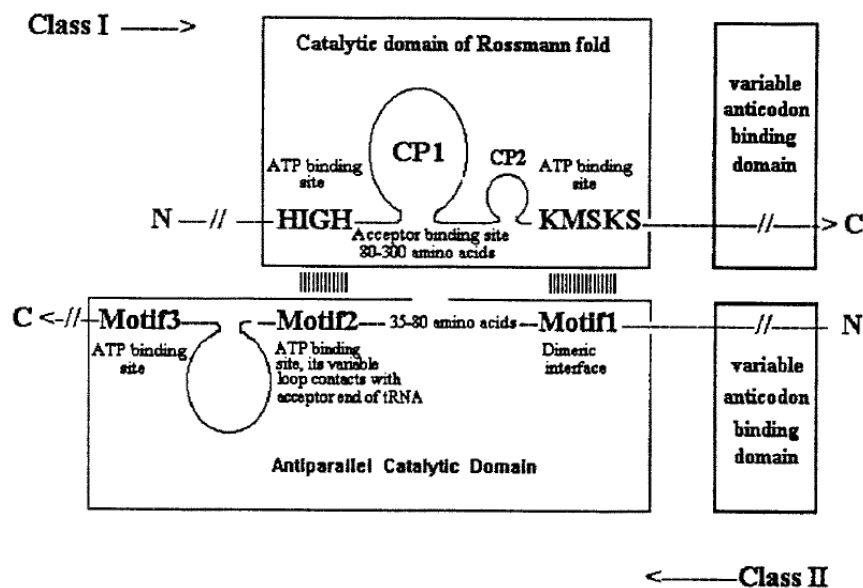 Class I ——>
Catalytic domain of Rossmann fold
variable
anticodon
binding
domain
CP1
CP2
ATP binding
site
ATP binding
site
N —//— HIGH KMSKS —//—> C
Acceptor binding site
80-300 amino acids
C <-//— Motif3 — Motif2 — 35-80 amino acids — Motif1 —//— N
ATP binding
site
ATP binding
site, its variable
loop contacts with
acceptor end of tRNA
Dimeric
interface
variable
anticodon
binding
domain
Antiparallel Catalytic Domain
<—— Class II